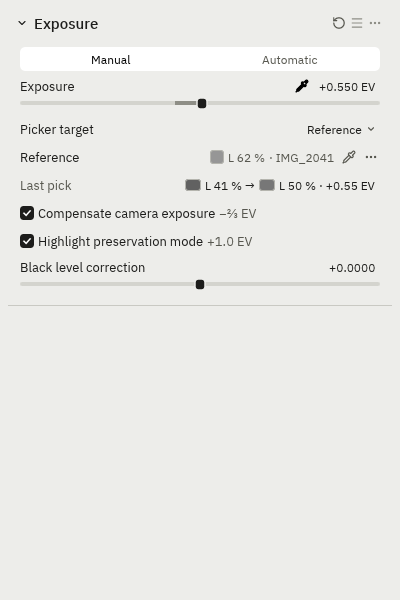 Exposure
Manual Automatic
Exposure +0.550 EV
Picker target Reference
Reference L 62 % · IMG_2041
Last pick L 41 % → L 50 % · +0.55 EV
Compensate camera exposure −⅔ EV
Highlight preservation mode +1.0 EV
Black level correction +0.0000